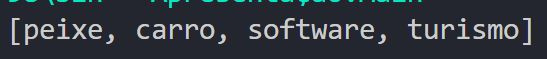 [peixe, carro, software, turismo]